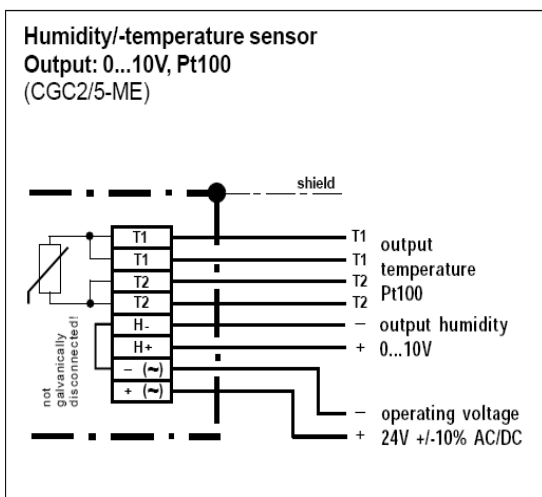 Humidity/-temperature sensor
Output: 0...10V, Pt100
(CGC2/5-ME)
shield
T1
T1
T2
T2
H-
H+
− (~)
+ (~)
not
galvanically
disconnected!
T1
T1
T2
T2
−
+
output
temperature
Pt100
output humidity
0...10V
−
+
operating voltage
24V +/-10% AC/DC